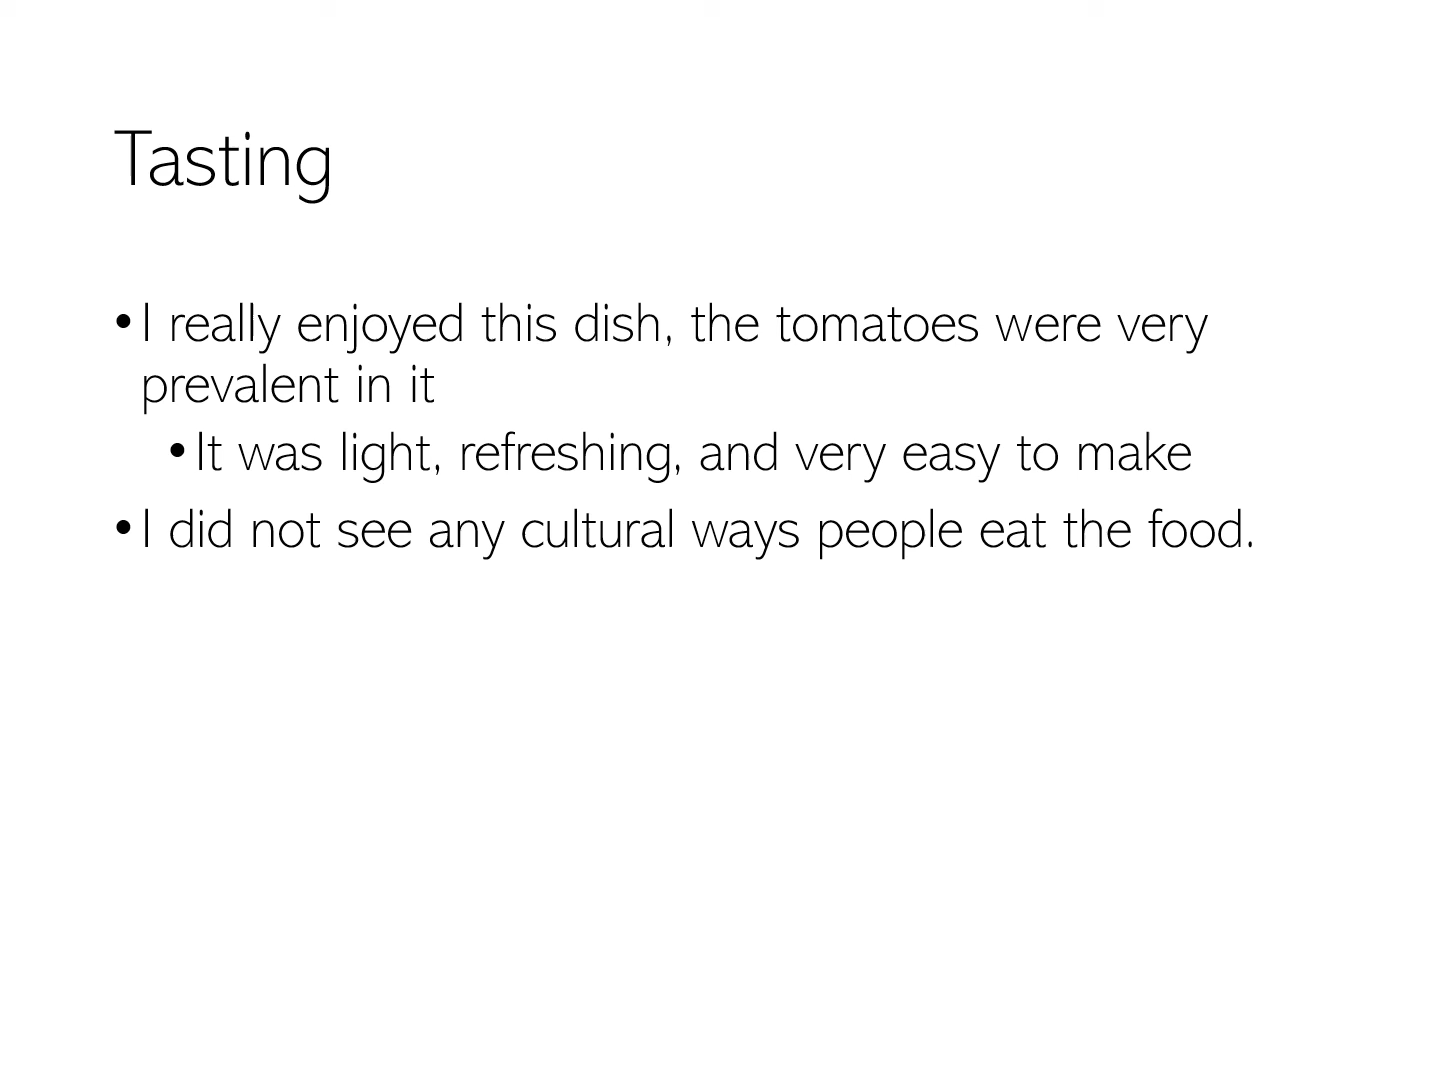 Tasting
•I really enjoyed this dish, the tomatoes were very
prevalent in it
•It was light, refreshing, and very easy to make
•I did not see any cultural ways people eat the food.